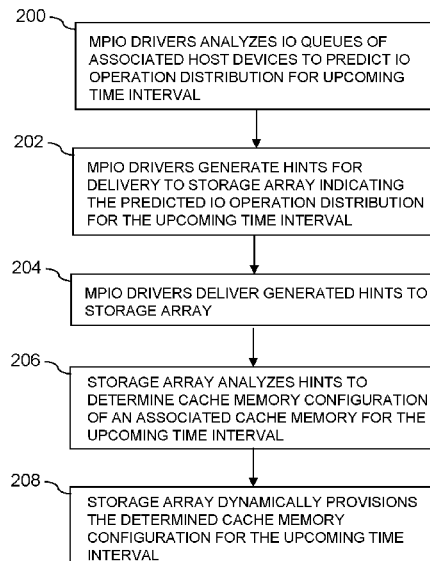 200
MPIO DRIVERS ANALYZES IO QUEUES OF
ASSOCIATED HOST DEVICES TO PREDICT IO
OPERATION DISTRIBUTION FOR UPCOMING
TIME INTERVAL
202
MPIO DRIVERS GENERATE HINTS FOR
DELIVERY TO STORAGE ARRAY INDICATING
THE PREDICTED IO OPERATION DISTRIBUTION
FOR THE UPCOMING TIME INTERVAL
204
MPIO DRIVERS DELIVER GENERATED HINTS TO
STORAGE ARRAY
206
STORAGE ARRAY ANALYZES HINTS TO
DETERMINE CACHE MEMORY CONFIGURATION
OF AN ASSOCIATED CACHE MEMORY FOR THE
UPCOMING TIME INTERVAL
208
STORAGE ARRAY DYNAMICALLY PROVISIONS
THE DETERMINED CACHE MEMORY
CONFIGURATION FOR THE UPCOMING TIME
INTERVAL